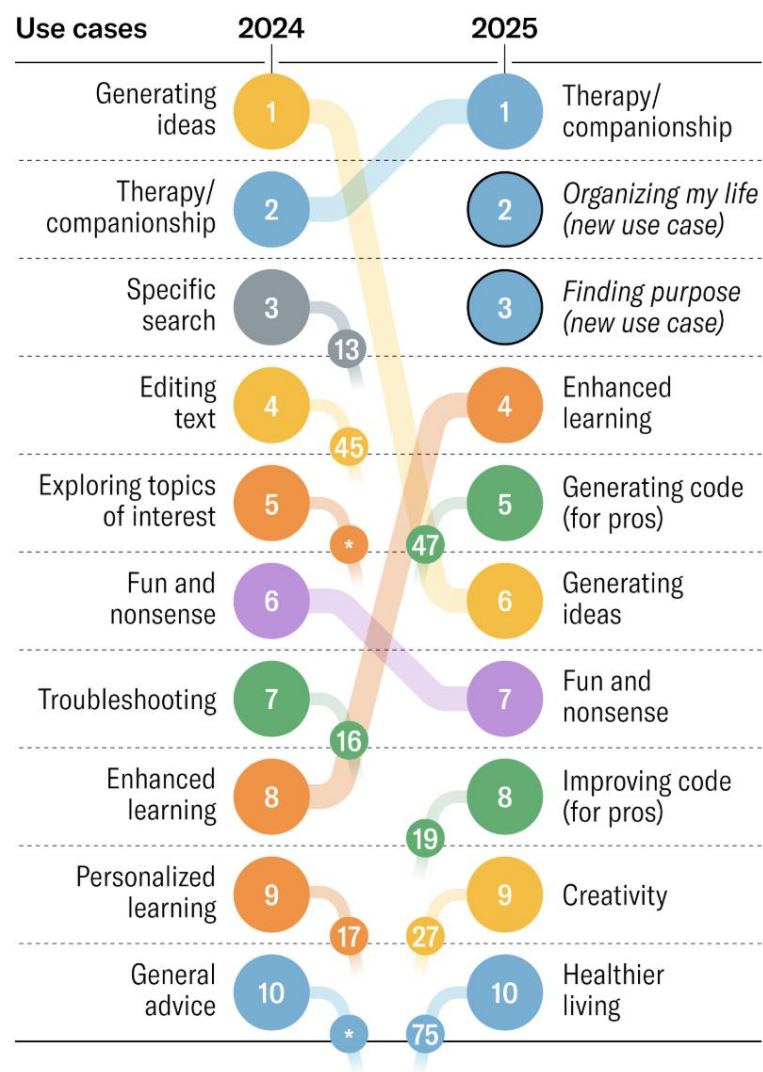 Use cases 2024 2025
Generating
ideas
1
1
Therapy/
companionship
Therapy/
companionship
2
2
Organizing my life
(new use case)
Specific
search
3
13
3
Finding purpose
(new use case)
Editing
text
4
45
4
Enhanced
learning
Exploring topics
of interest
5
*
47
5
Generating code
(for pros)
Fun and
nonsense
6
6
Generating
ideas
Troubleshooting
7
16
7
Fun and
nonsense
Enhanced
learning
8
19
8
Improving code
(for pros)
Personalized
learning
9
17
27
9
Creativity
General
advice
10
*
75
10
Healthier
living